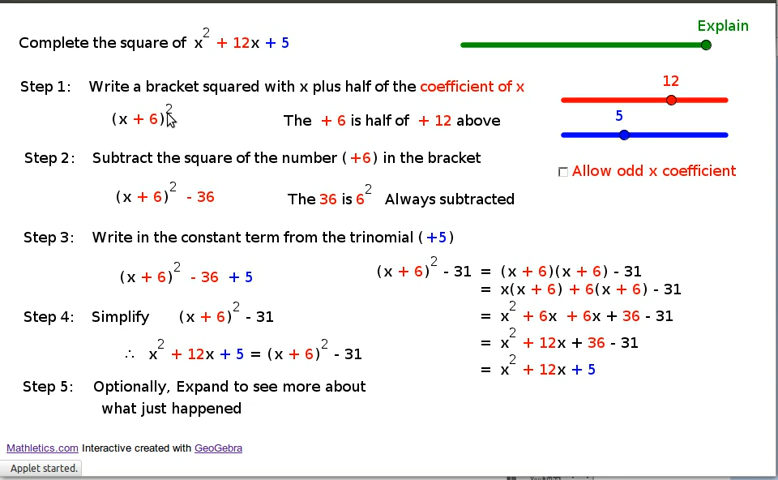 Explain
Complete the square of x² + 12x + 5
12
5
Allow odd x coefficient
Step 1: Write a bracket squared with x plus half of the coefficient of x
(x + 6)² The + 6 is half of + 12 above
Step 2: Subtract the square of the number (+6) in the bracket
(x + 6)² - 36 The 36 is 6² Always subtracted
Step 3: Write in the constant term from the trinomial (+5)
(x + 6)² - 36 + 5
Step 4: Simplify (x + 6)² - 31
∴ x² + 12x + 5 = (x + 6)² - 31
Step 5: Optionally, Expand to see more about
what just happened
(x + 6)² - 31 = (x + 6)(x + 6) - 31
= x(x + 6) + 6(x + 6) - 31
= x² + 6x + 6x + 36 - 31
= x² + 12x + 36 - 31
= x² + 12x + 5
Mathletics.com Interactive created with GeoGebra
Applet started.